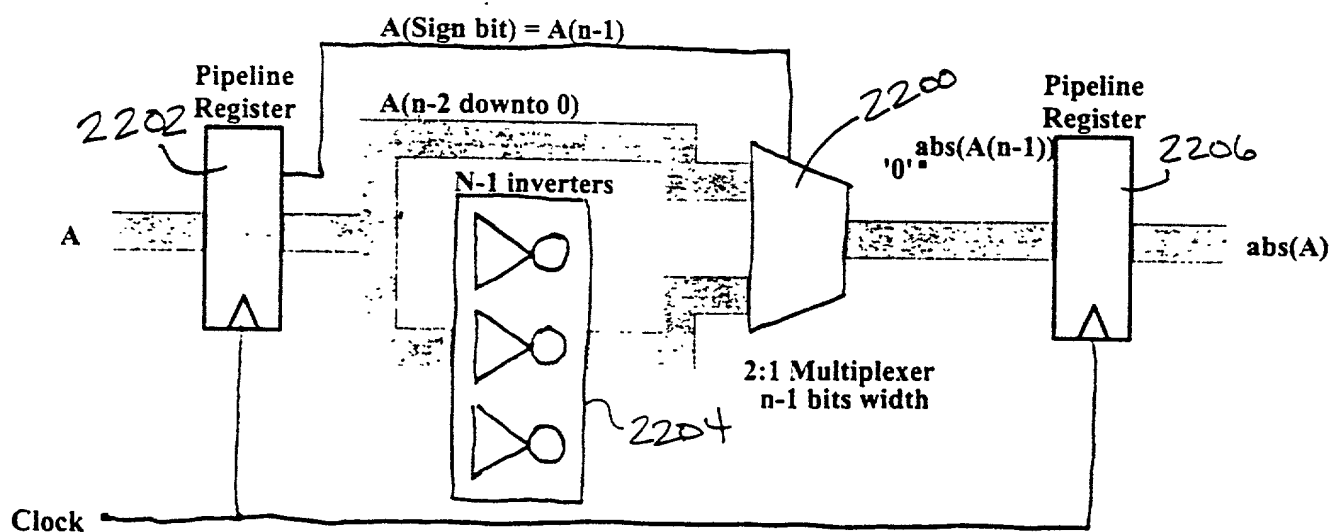 A(Sign bit) = A(n-1)
Pipeline
Register
2202
A(n-2 downto 0)
2200
Pipeline
Register
abs(A(n-1))
'0'
2206
N-1 inverters
A
abs(A)
2:1 Multiplexer
n-1 bits width
2204
Clock